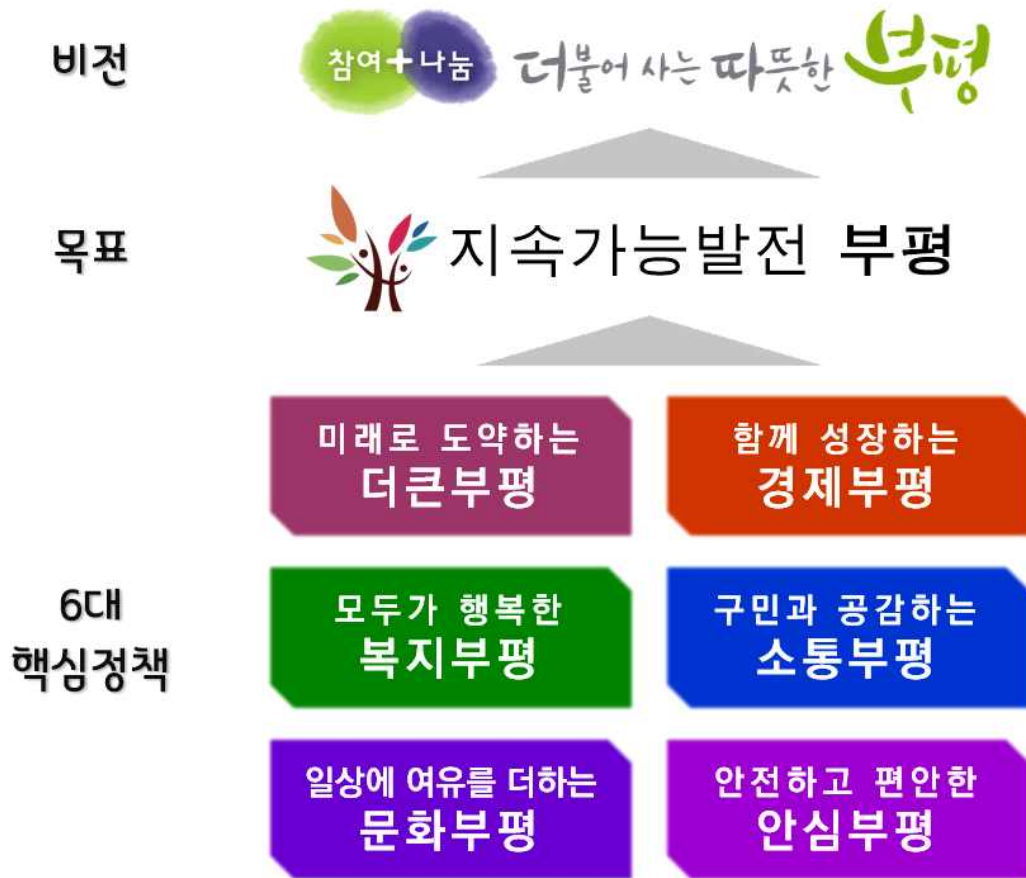 비전
참여+나눔 더불어 사는 따뜻한 부평
목표
지속가능발전 부평
6대
핵심정책
미래로 도약하는
더큰부평
함께 성장하는
경제부평
모두가 행복한
복지부평
구민과 공감하는
소통부평
일상에 여유를 더하는
문화부평
안전하고 편안한
안심부평